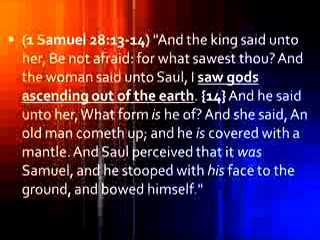 • (1 Samuel 28:13-14) "And the king said unto
her, Be not afraid: for what sawest thou? And
the woman said unto Saul, I saw gods
ascending out of the earth. {14} And he said
unto her, What form is he of? And she said, An
old man cometh up; and he is covered with a
mantle. And Saul perceived that it was
Samuel, and he stooped with his face to the
ground, and bowed himself."